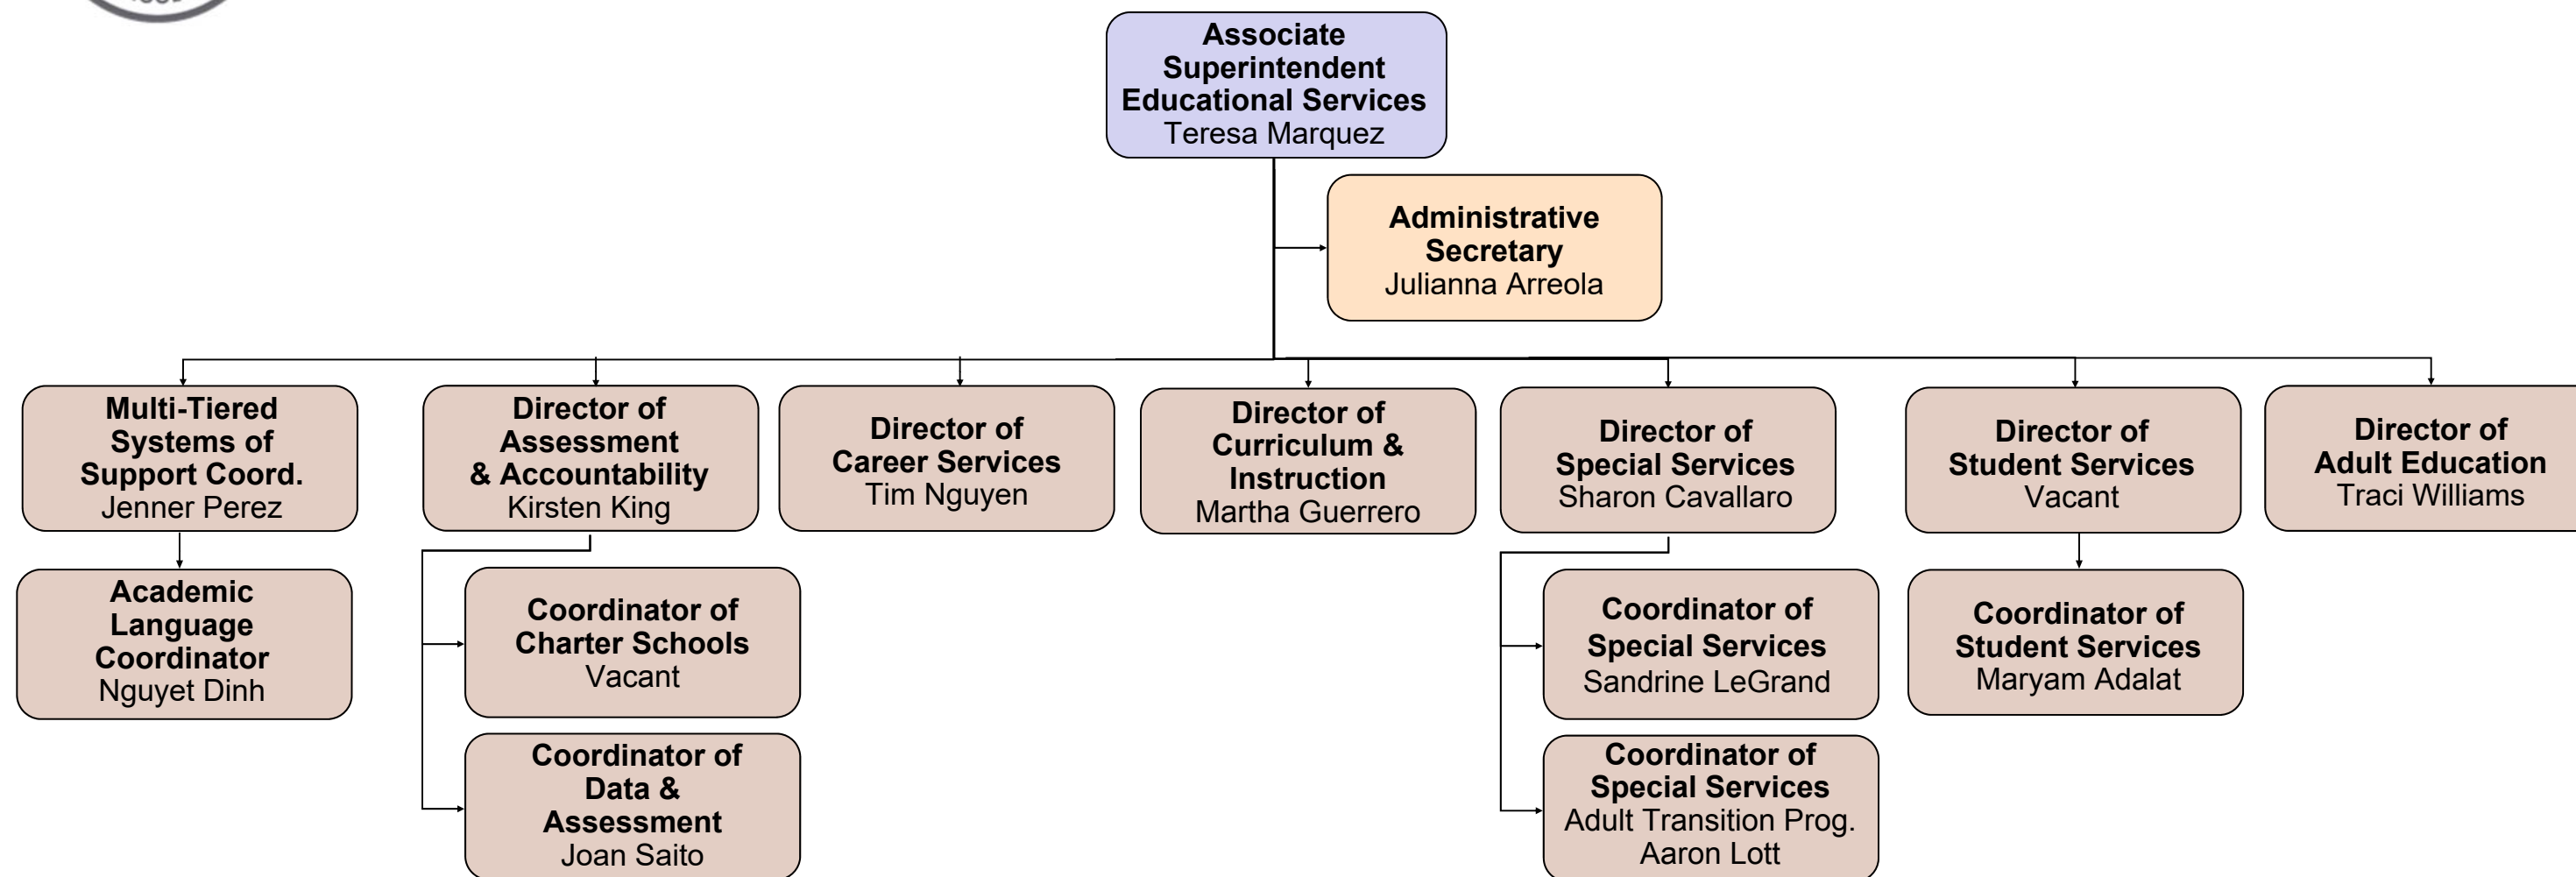 Associate
Superintendent
Educational Services
Teresa Marquez
Administrative
Secretary
Julianna Arreola
Multi-Tiered
Systems of
Support Coord.
Jenner Perez
Director of
Assessment
& Accountability
Kirsten King
Director of
Career Services
Tim Nguyen
Director of
Curriculum &
Instruction
Martha Guerrero
Director of
Special Services
Sharon Cavallaro
Director of
Student Services
Vacant
Director of
Adult Education
Traci Williams
Academic
Language
Coordinator
Nguyet Dinh
Coordinator of
Charter Schools
Vacant
Coordinator of
Data &
Assessment
Joan Saito
Coordinator of
Special Services
Sandrine LeGrand
Coordinator of
Special Services
Adult Transition Prog.
Aaron Lott
Coordinator of
Student Services
Maryam Adalat